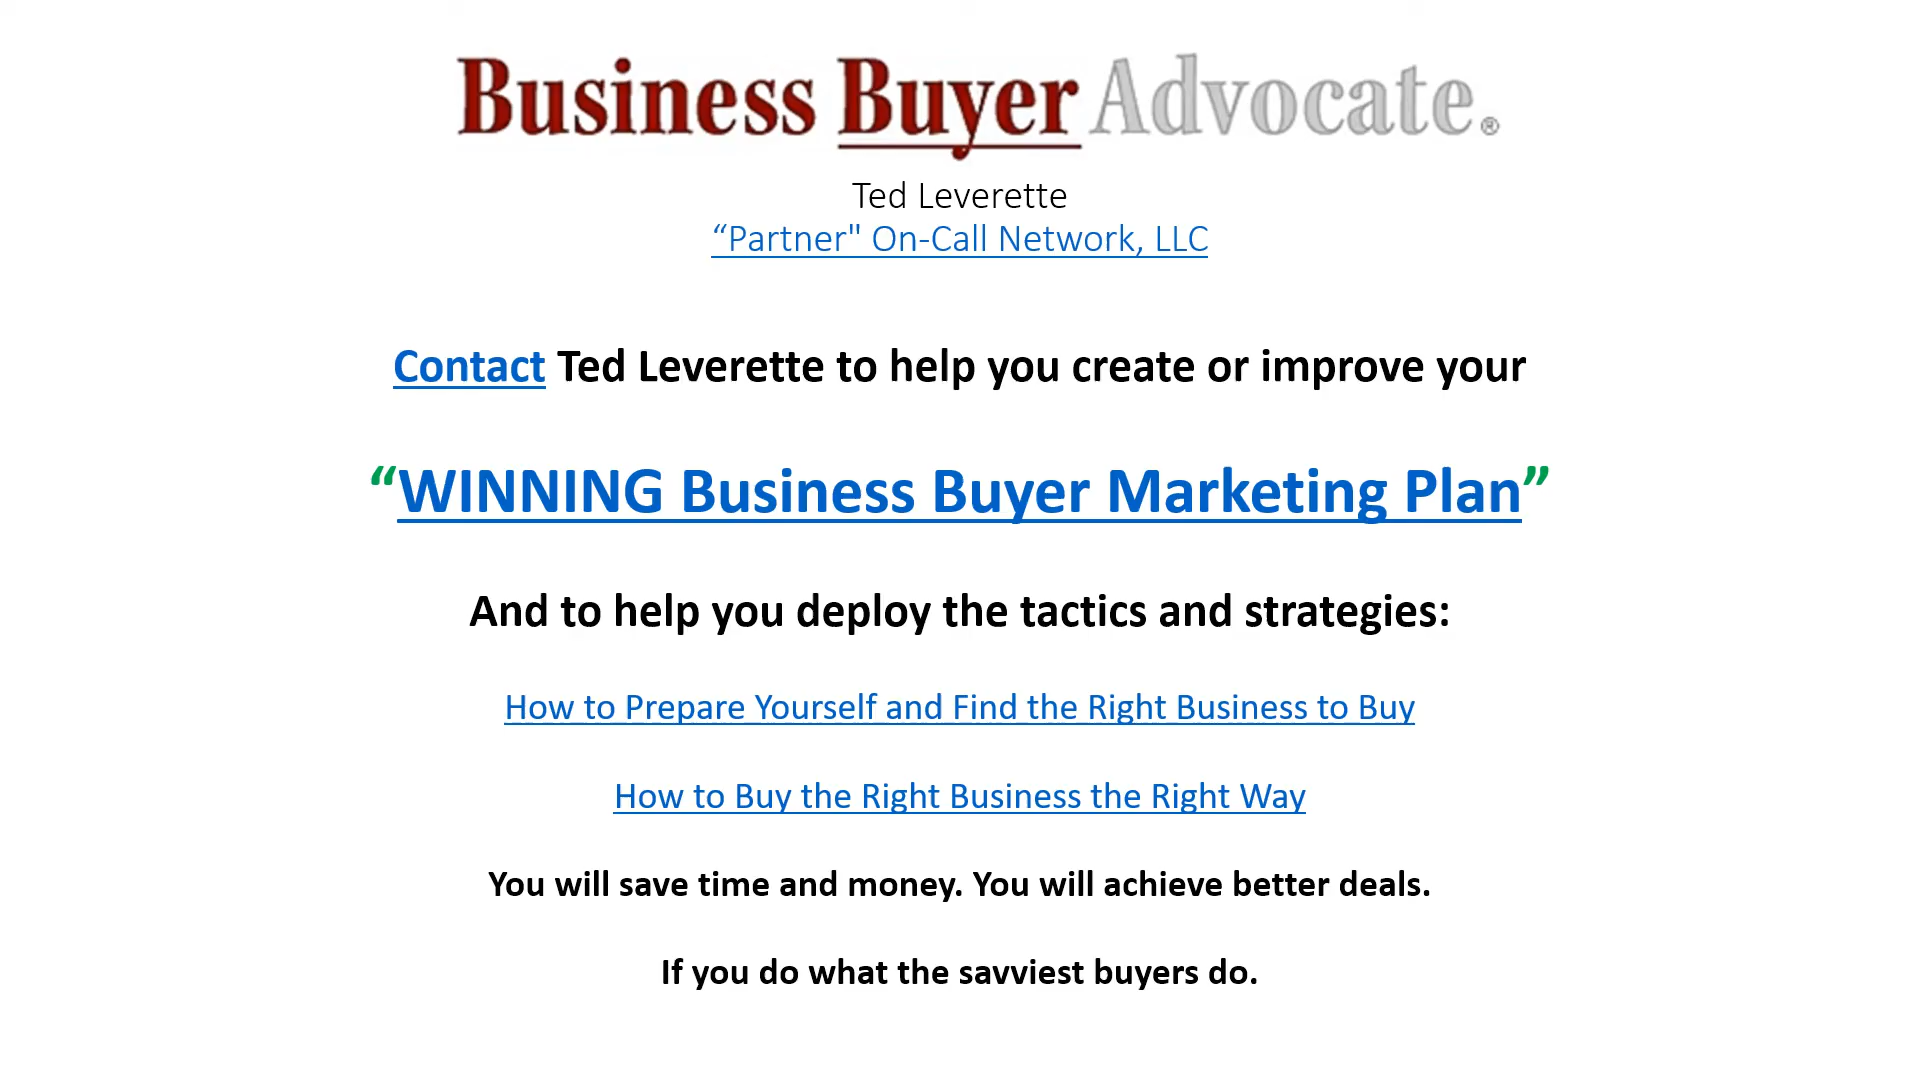 Business Buyer Advocate®
Ted Leverette
“Partner" On-Call Network, LLC
Contact Ted Leverette to help you create or improve your
“WINNING Business Buyer Marketing Plan”
And to help you deploy the tactics and strategies:
How to Prepare Yourself and Find the Right Business to Buy
How to Buy the Right Business the Right Way
You will save time and money. You will achieve better deals.
If you do what the savviest buyers do.